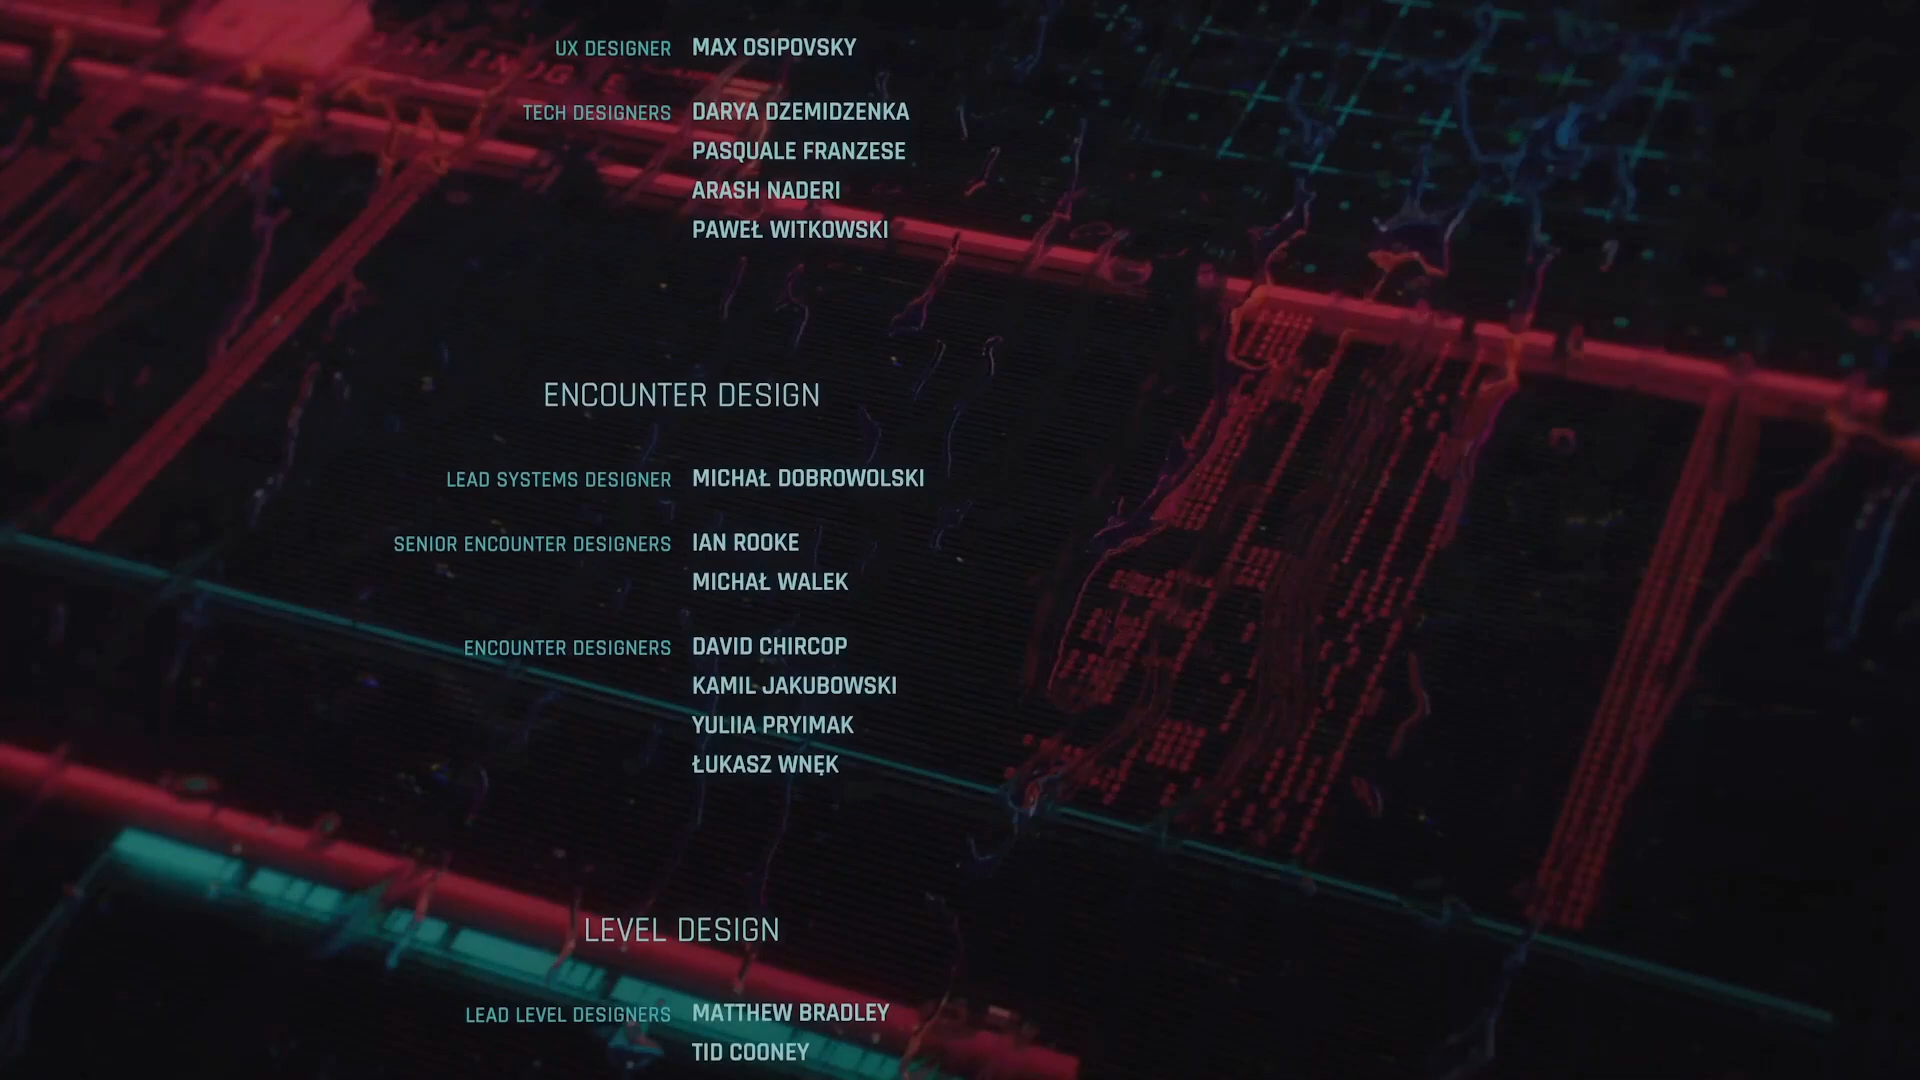 UX DESIGNER MAX OSIPOVSKY
TECH DESIGNERS DARYA DZEMIDZENKA
PASQUALE FRANZESE
ARASH NADERI
PAWEŁ WITKOWSKI
ENCOUNTER DESIGN
LEAD SYSTEMS DESIGNER MICHAŁ DOBROWOLSKI
SENIOR ENCOUNTER DESIGNERS IAN ROOKE
MICHAŁ WALEK
ENCOUNTER DESIGNERS DAVID CHIRCOP
KAMIL JAKUBOWSKI
YULIIA PRYIMAK
ŁUKASZ WNĘK
LEVEL DESIGN
LEAD LEVEL DESIGNERS MATTHEW BRADLEY
TID COONEY